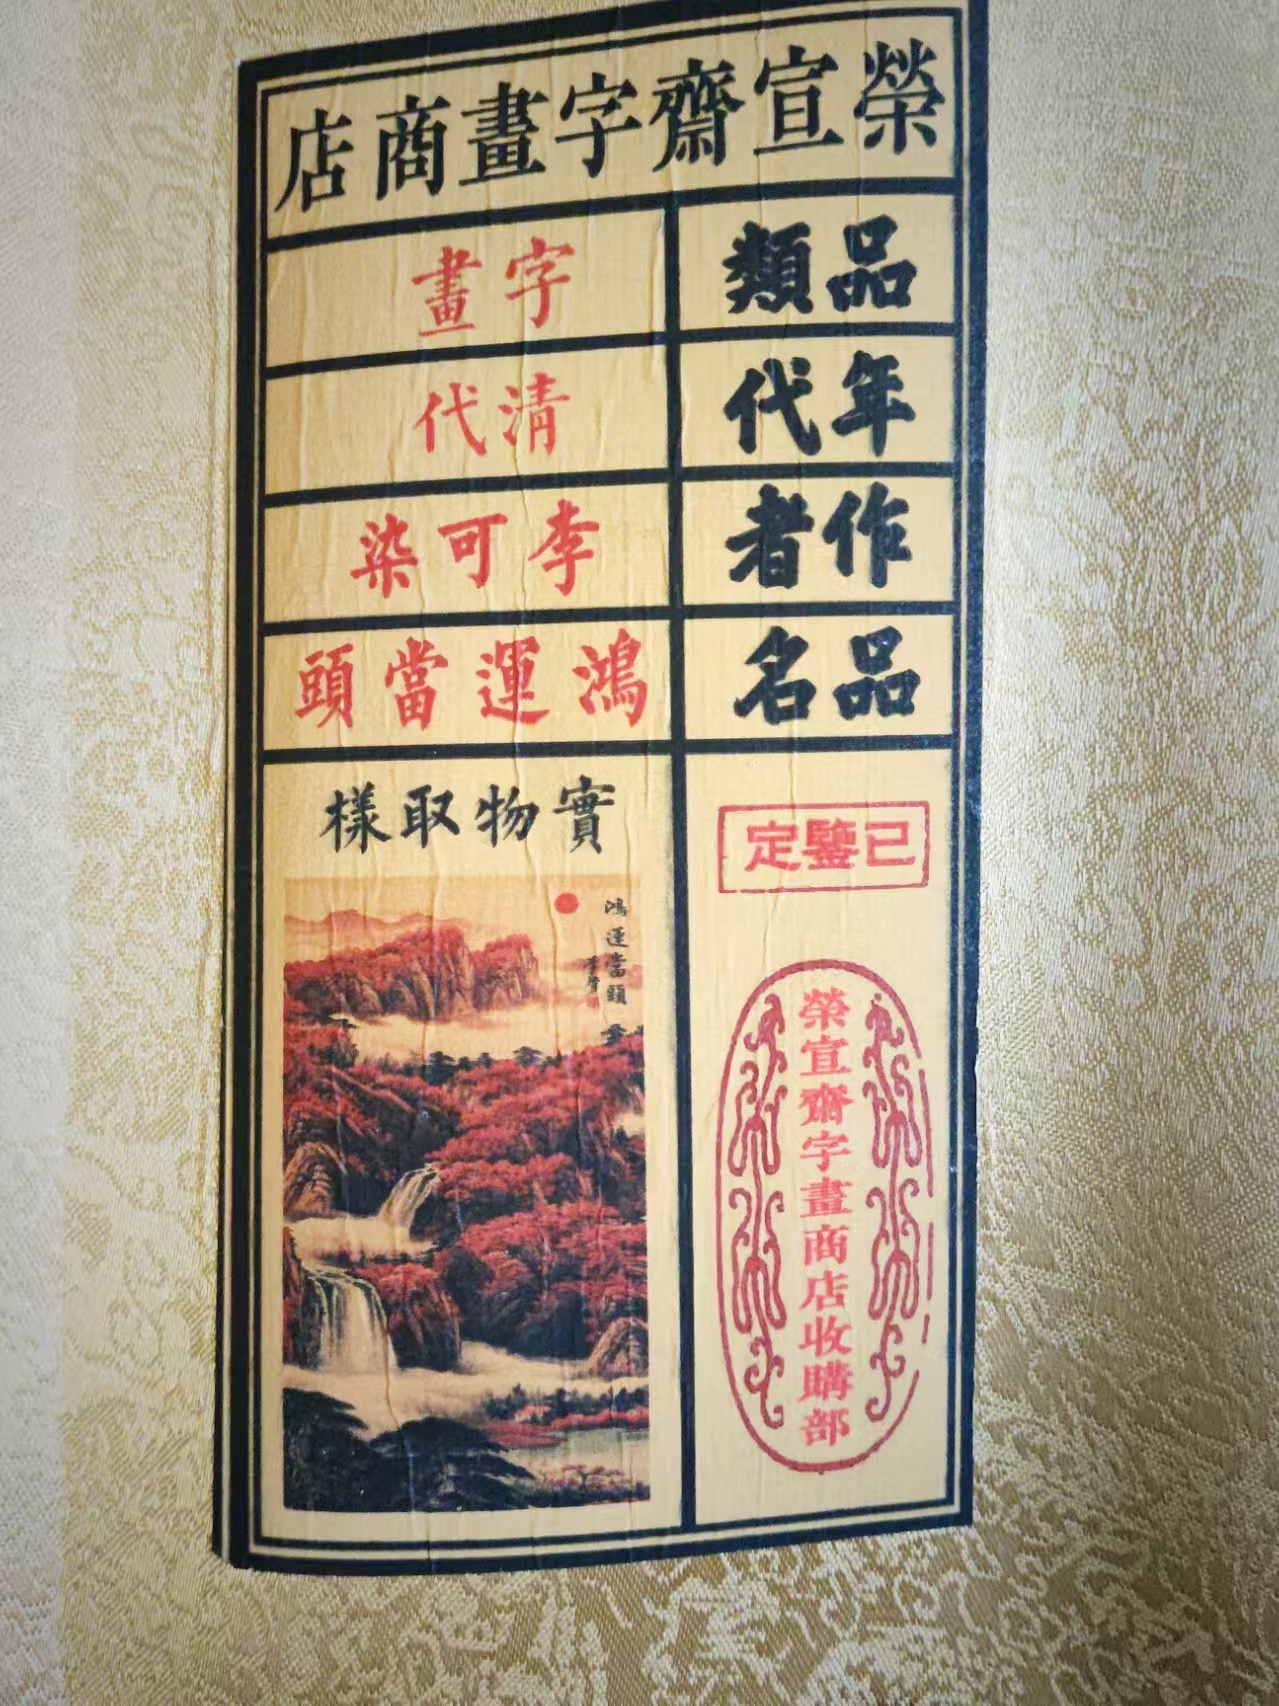 榮宣齋字畫商店
品類
字畫
年代
清代
作者
李可染
品名
鴻運當頭
實物取樣
已鑒定
鴻運當頭
榮宣齋字畫商店收購部